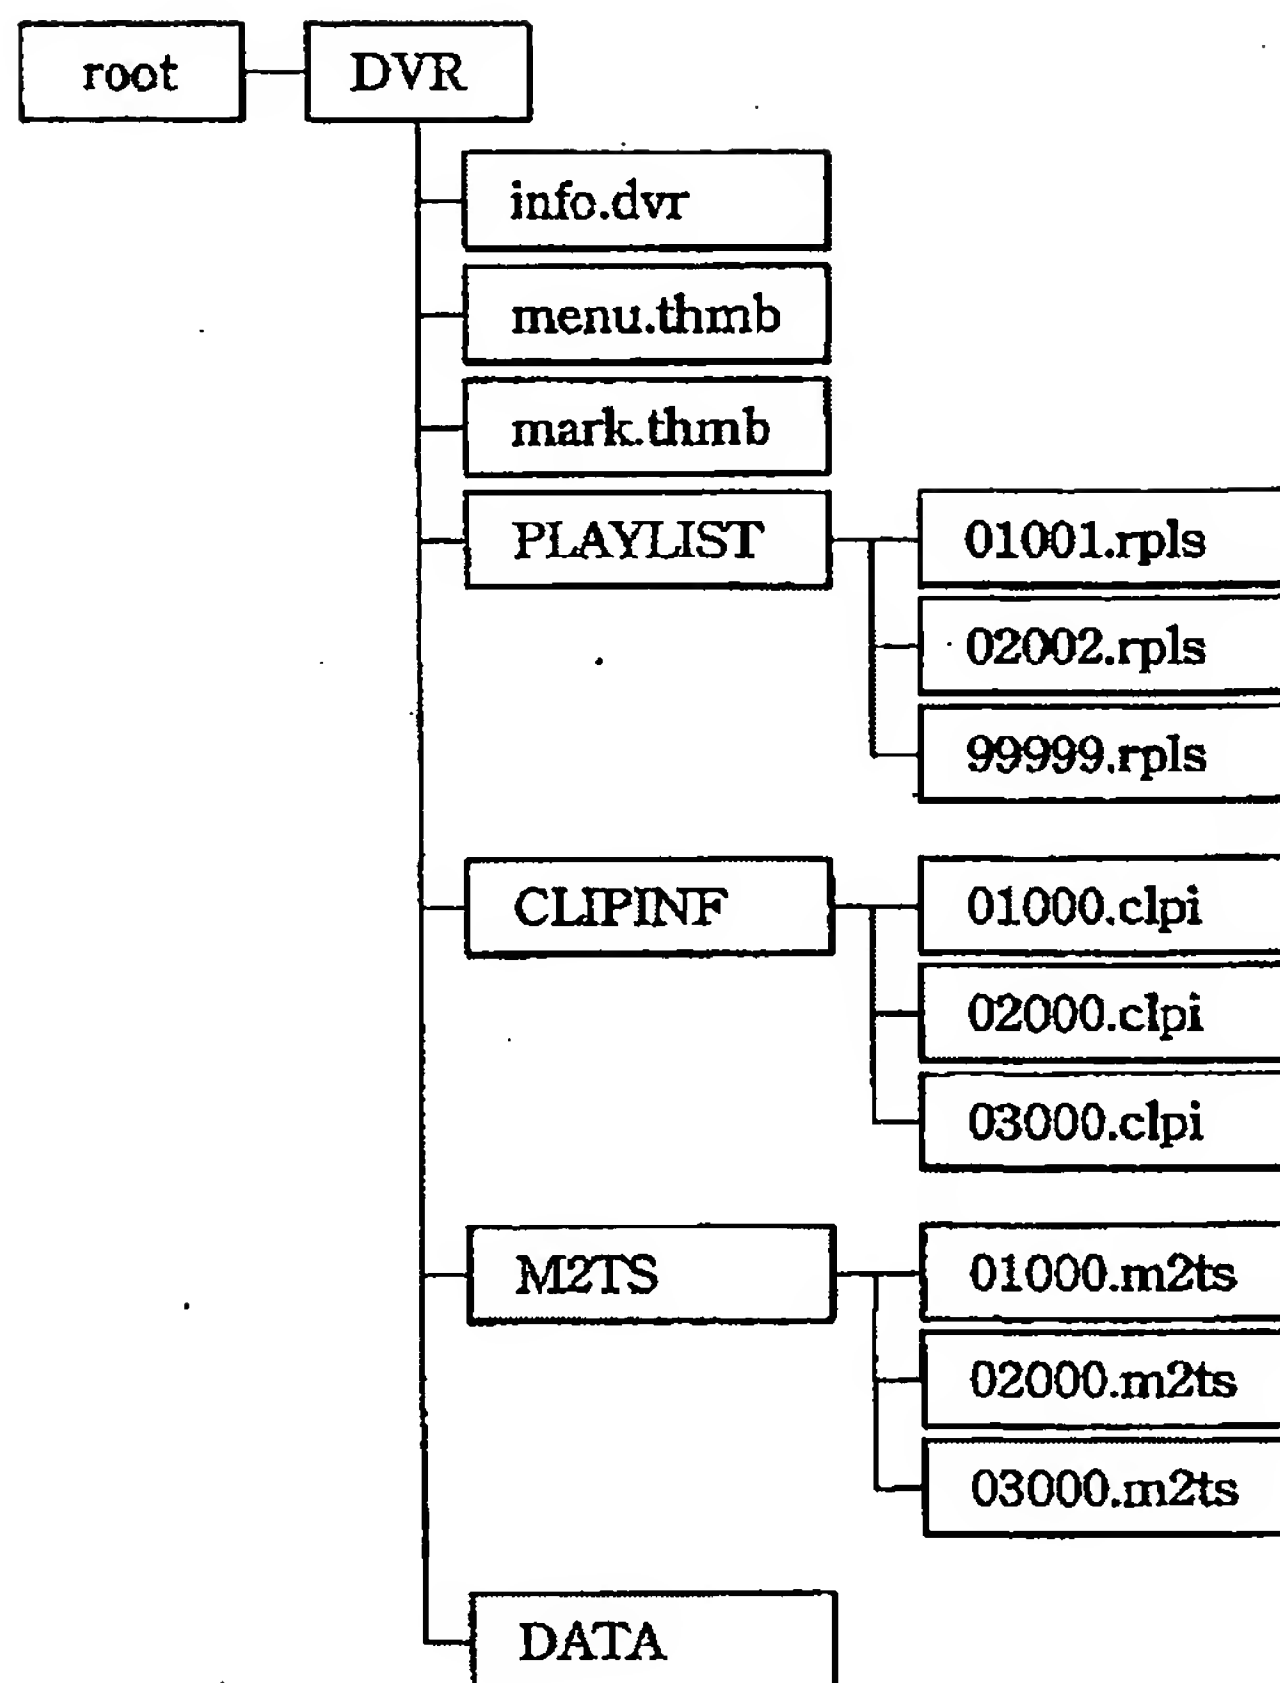 root DVR
info.dvr
menu.thmb
mark.thmb
PLAYLIST 01001.rpls
02002.rpls
99999.rpls
CLIPINF 01000.clpi
02000.clpi
03000.clpi
M2TS 01000.m2ts
02000.m2ts
03000.m2ts
DATA